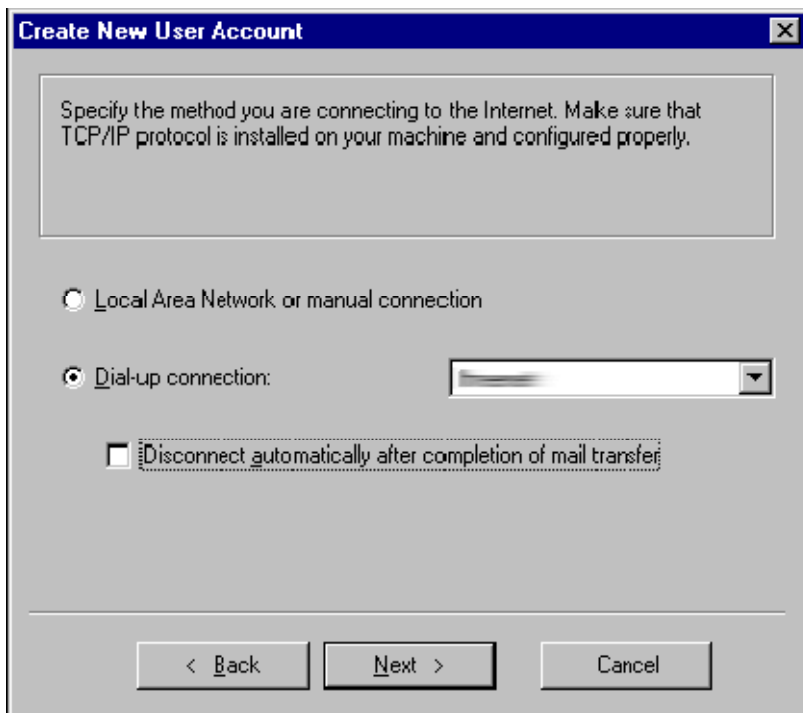 Create New User Account
Specify the method you are connecting to the Internet. Make sure that
TCP/IP protocol is installed on your machine and configured properly.
Local Area Network or manual connection
Dial-up connection:
Disconnect automatically after completion of mail transfer
< Back
Next >
Cancel